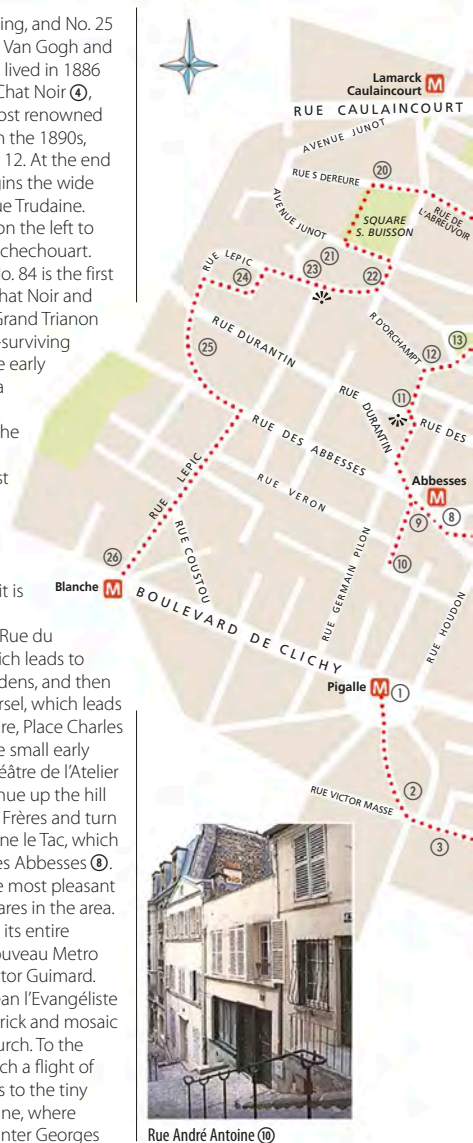 ing, and No. 25
Van Gogh and
lived in 1886
Chat Noir ④,
ost renowned
n the 1890s,
12. At the end
gins the wide
ue Trudaine.
on the left to
chechouart.
o. 84 is the first
hat Noir and
Grand Trianon
-surviving
e early
a
he
st
it is
Rue du
ich leads to
dens, and then
rsel, which leads
are, Place Charles
e small early
éâtre de l'Atelier
nue up the hill
Frères and turn
ne le Tac, which
es Abbesses ⑧.
e most pleasant
ares in the area.
its entire
ouveau Metro
ctor Guimard.
ean l'Evangéliste
rick and mosaic
urch. To the
ch a flight of
s to the tiny
ine, where
nter Georges
Lamarck
Caulaincourt M
RUE CAULAINCOURT
AVENUE JUNOT
⑳
RUE S DEREURE
RUE DE
L'ABREUVOIR
SQUARE
S. BUISSON
AVENUE JUNOT
㉑
RUE LEPIC
㉓
㉔
㉒
⑬
R D'ORCHAMPT
⑫
RUE DURANTIN
㉕
⑪
RUE DURANTIN
RUE DES
RUE DES ABBESSES
Abbesses
M
⑧
⑨
RUE LEPIC
RUE VERON
⑩
㉖
Blanche M
RUE COUSTOU
RUE GERMAIN PILON
RUE HOUDON
BOULEVARD DE CLICHY
Pigalle M ①
②
RUE VICTOR MASSE
③
Rue André Antoine ⑩